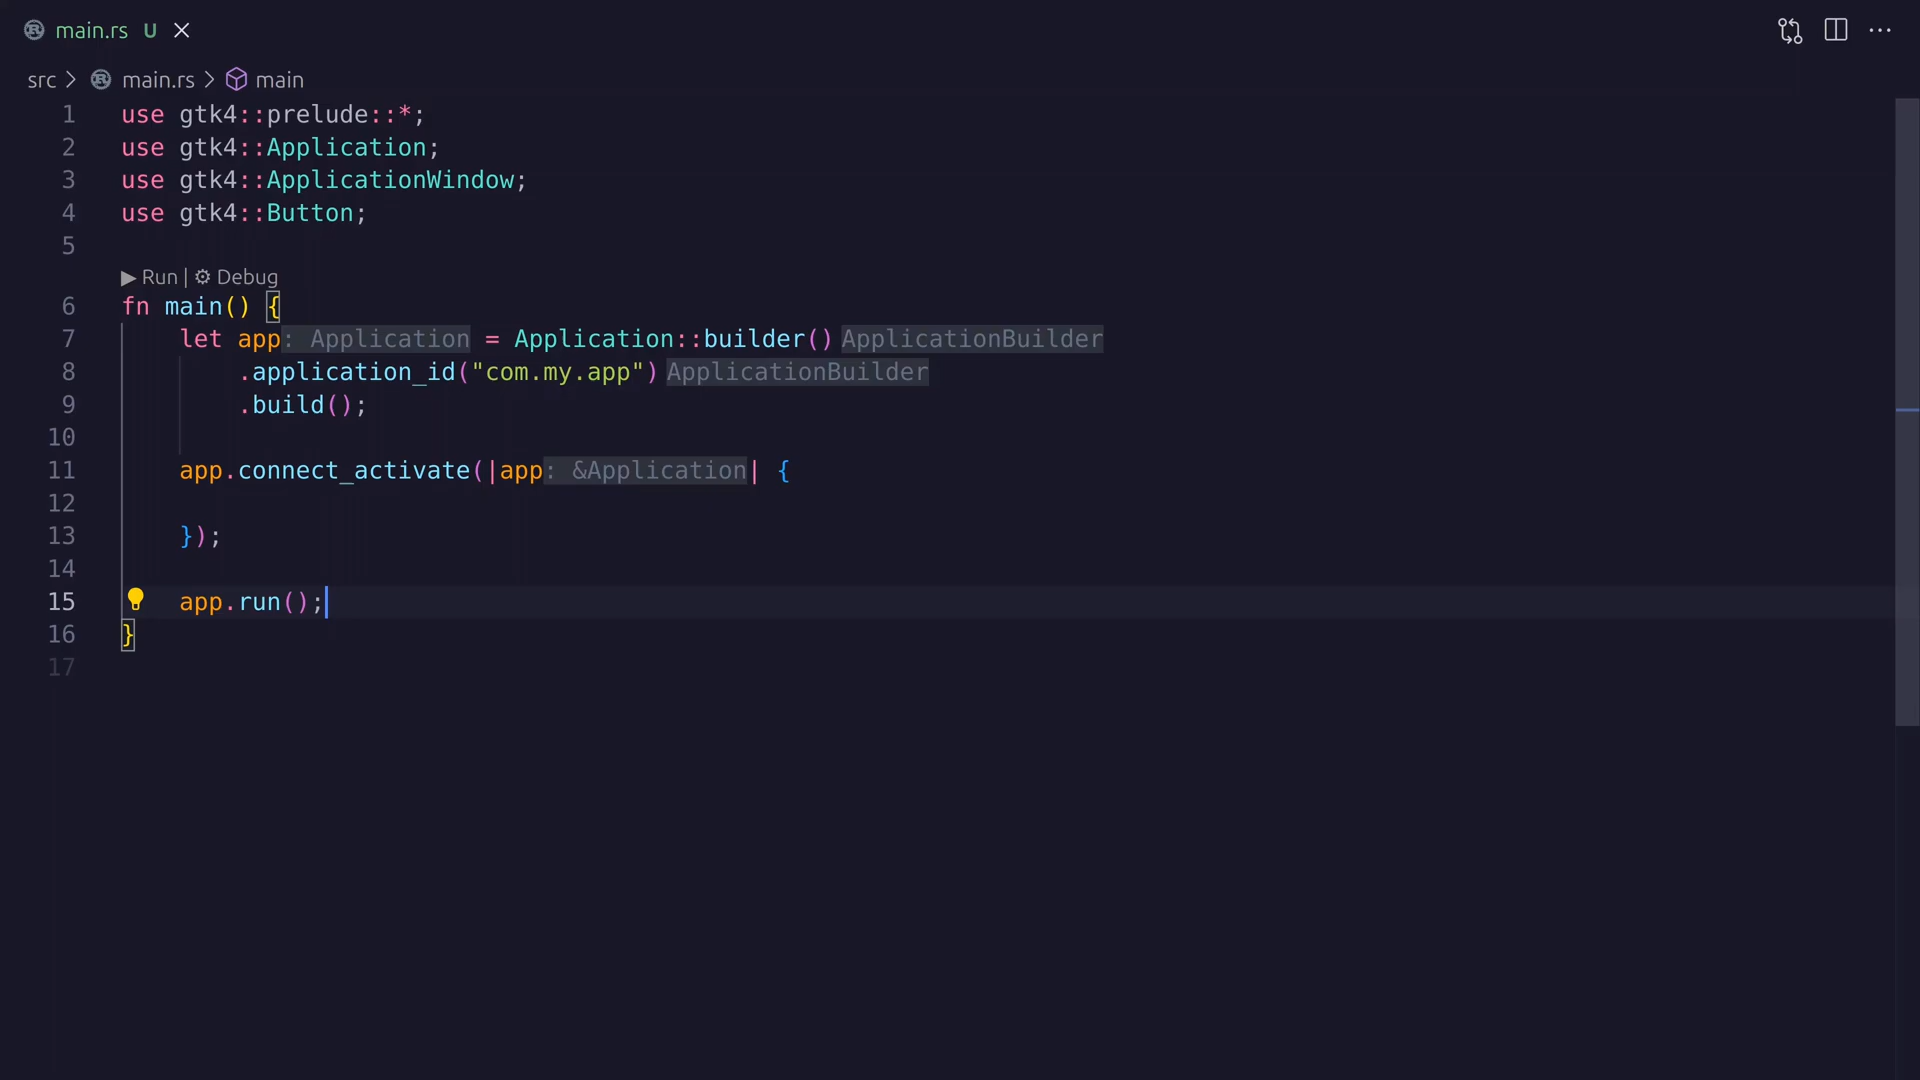 main.rs U
src > main.rs > main
1 use gtk4::prelude::*;
2 use gtk4::Application;
3 use gtk4::ApplicationWindow;
4 use gtk4::Button;
5
▶ Run | ⚙ Debug
6 fn main() {
7     let app: Application = Application::builder() ApplicationBuilder
8         .application_id("com.my.app") ApplicationBuilder
9         .build();
10
11     app.connect_activate(|app: &Application| {
12
13     });
14
15     app.run();
16 }
17